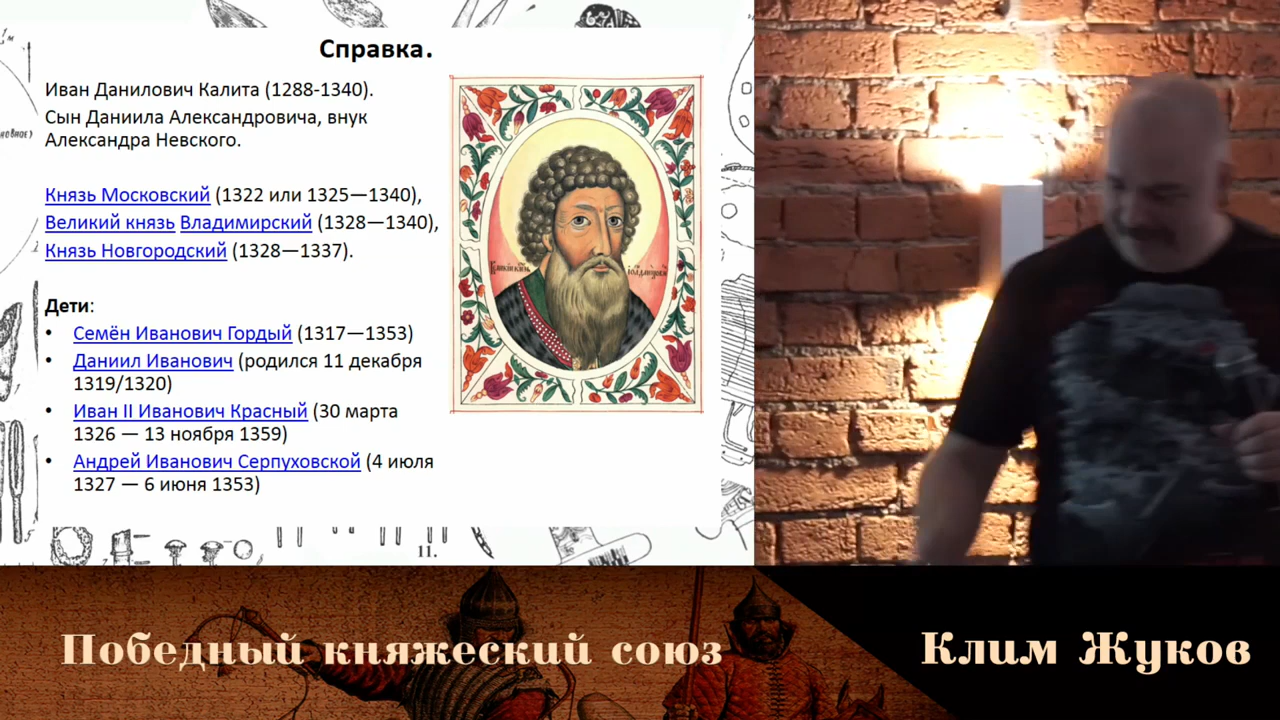 Справка.
Иван Данилович Калита (1288-1340).
Сын Даниила Александровича, внук
Александра Невского.
Князь Московский (1322 или 1325—1340),
Великий князь Владимирский (1328—1340),
Князь Новгородский (1328—1337).
Дети:
• Семён Иванович Гордый (1317—1353)
• Даниил Иванович (родился 11 декабря
1319/1320)
• Иван II Иванович Красный (30 марта
1326 — 13 ноября 1359)
• Андрей Иванович Серпуховской (4 июля
1327 — 6 июня 1353)
11.
Победный княжеский союз
Клим Жуков